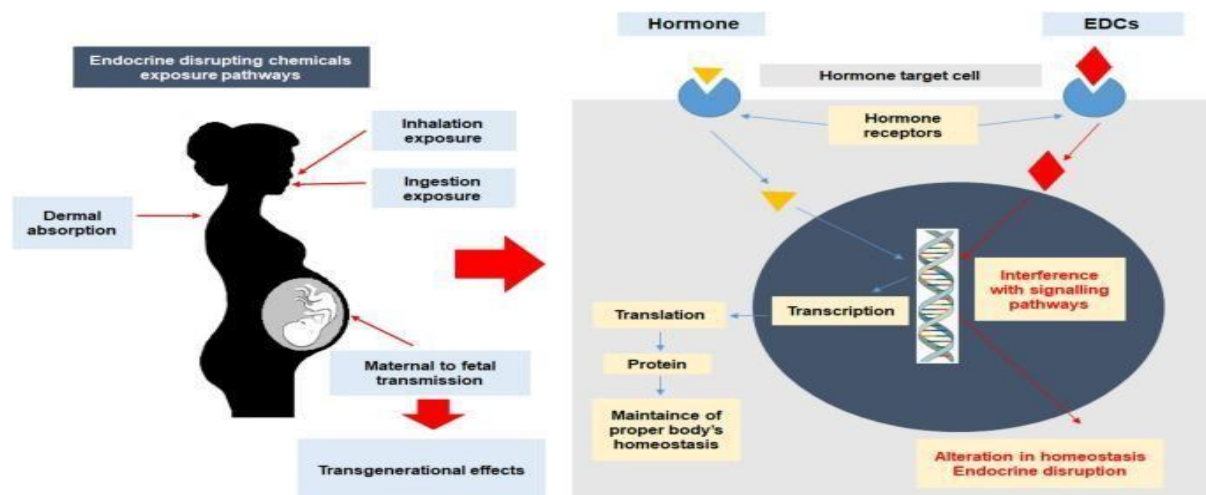 Endocrine disrupting chemicals
exposure pathways
Inhalation
exposure
Ingestion
exposure
Dermal
absorption
Maternal to fetal
transmission
Transgenerational effects
Hormone
EDCs
Hormone target cell
Hormone
receptors
Interference
with signalling
pathways
Transcription
Translation
Protein
Maintaince of
proper body's
homeostasis
Alteration in homeostasis
Endocrine disruption